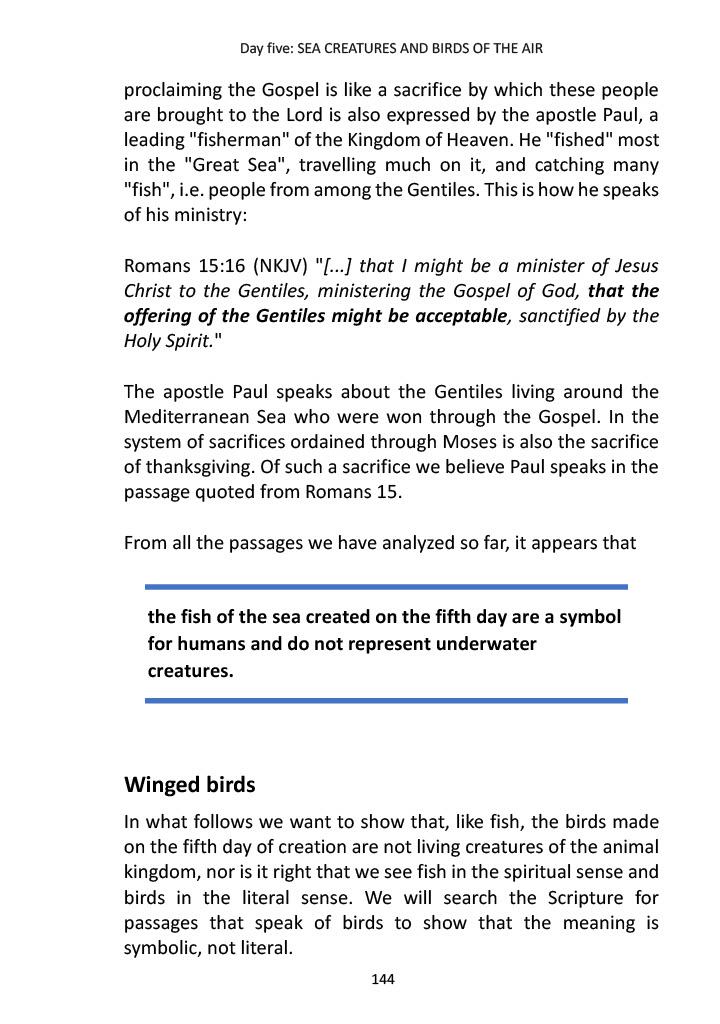 Day five: SEA CREATURES AND BIRDS OF THE AIR
proclaiming the Gospel is like a sacrifice by which these people
are brought to the Lord is also expressed by the apostle Paul, a
leading "fisherman" of the Kingdom of Heaven. He "fished" most
in the "Great Sea", travelling much on it, and catching many
"fish", i.e. people from among the Gentiles. This is how he speaks
of his ministry:
Romans 15:16 (NKJV) "[...] that I might be a minister of Jesus
Christ to the Gentiles, ministering the Gospel of God, that the
offering of the Gentiles might be acceptable, sanctified by the
Holy Spirit."
The apostle Paul speaks about the Gentiles living around the
Mediterranean Sea who were won through the Gospel. In the
system of sacrifices ordained through Moses is also the sacrifice
of thanksgiving. Of such a sacrifice we believe Paul speaks in the
passage quoted from Romans 15.
From all the passages we have analyzed so far, it appears that
the fish of the sea created on the fifth day are a symbol
for humans and do not represent underwater
creatures.
Winged birds
In what follows we want to show that, like fish, the birds made
on the fifth day of creation are not living creatures of the animal
kingdom, nor is it right that we see fish in the spiritual sense and
birds in the literal sense. We will search the Scripture for
passages that speak of birds to show that the meaning is
symbolic, not literal.
144